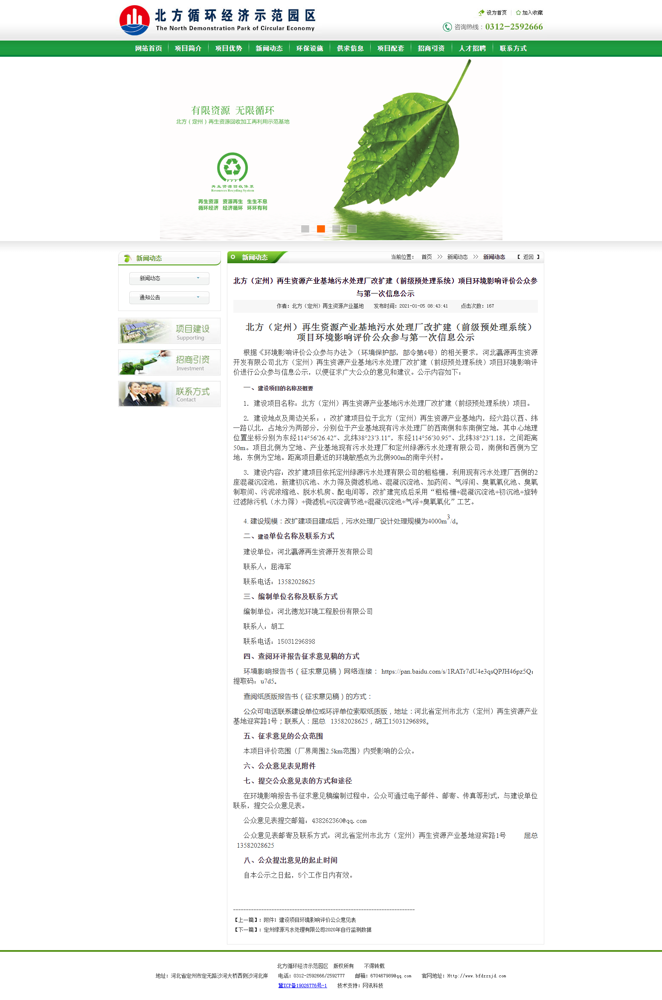 北方循环经济示范园区
The North Demonstration Park of Circular Economy
设为首页 加入收藏
咨询热线：0312-2592666
网站首页 项目简介 项目优势 新闻动态 环保设施 供求信息 项目配套 招商引资 人才招聘 联系方式
有限资源 无限循环
北方（定州）再生资源回收加工再利用示范基地
再生资源回收体系
Resources Recyding System
再生资源 资源再生 生生不息
循环经济 经济循环 环环有利
新闻动态
新闻动态
通知公告
项目建设
Supporting
招商引资
Investment
联系方式
Contact
新闻动态 当前位置： 首页 >> 新闻动态 >> 新闻动态 【 返回 】
北方（定州）再生资源产业基地污水处理厂改扩建（前级预处理系统）项目环境影响评价公众参
与第一次信息公示
作者：北方（定州）再生资源产业基地 发布时间：2021-01-05 08:43:41 点击次数：167
北方（定州）再生资源产业基地污水处理厂改扩建（前级预处理系统）
项目环境影响评价公众参与第一次信息公示
根据《环境影响评价公众参与办法》（环境保护部，部令第4号）的相关要求，河北瀛源再生资源
开发有限公司北方（定州）再生资源产业基地污水处理厂改扩建（前级预处理系统）项目环境影响评
价进行公众参与信息公示，以便征求广大公众的意见和建议。公示内容如下：
一、建设项目的名称及概要
1. 建设项目名称：北方（定州）再生资源产业基地污水处理厂改扩建（前级预处理系统）项目。
2. 建设地点及周边关系：：改扩建项目位于北方（定州）再生资源产业基地内，经六路以西、纬
一路以北，占地分为两部分，分别位于产业基地现有污水处理厂的西南侧和东南侧空地，其中心地理
位置坐标分别为东经114°56′26.42″、北纬38°23′3.11″，东经114°56′30.95″、北纬38°23′1.18，之间距离
50m。项目北侧为空地、产业基地现有污水处理厂和定州绿源污水处理有限公司，南侧和西侧为空
地，东侧为空地。距离项目最近的环境敏感点为北侧900m的南辛兴村。
3. 建设内容：改扩建项目依托定州绿源污水处理有限公司的粗格栅，利用现有污水处理厂西侧的2
座混凝沉淀池，新建初沉池、水力筛及微滤机池、混凝沉淀池、加药间、气浮间、臭氧氧化池、臭氧
制取间、污泥浓缩池、脱水机房、配电间等，改扩建完成后采用“粗格栅+混凝沉淀池+初沉池+旋转
过滤除污机（水力筛）+微滤机+沉淀调节池+混凝沉淀池+气浮+臭氧氧化”工艺。
4. 建设规模：改扩建项目建成后，污水处理厂设计处理规模为4000m³/d。
二、建设单位名称及联系方式
建设单位：河北瀛源再生资源开发有限公司
联系人：屈海军
联系电话：13582028625
三、编制单位名称及联系方式
编制单位：河北德龙环境工程股份有限公司
联系人：胡工
联系电话：15031296898
四、查阅环评报告征求意见稿的方式
环境影响报告书（征求意见稿）网络连接： https://pan.baidu.com/s/1RATr7dU4e3qsQPJH46pz5Q；
提取码：u7d5。
查阅纸质版报告书（征求意见稿）的方式：
公众可电话联系建设单位或环评单位索取纸质版，地址：河北省定州市北方（定州）再生资源产业
基地迎宾路1号；联系人：屈总 13582028625，胡工15031296898。
五、征求意见的公众范围
本项目评价范围（厂界周围2.5km范围）内受影响的公众。
六、公众意见表见附件
七、提交公众意见表的方式和途径
在环境影响报告书征求意见稿编制过程中，公众可通过电子邮件、邮寄、传真等形式，与建设单位
联系，提交公众意见表。
公众意见表提交邮箱：438262360@qq.com
公众意见表邮寄及联系方式：河北省定州市北方（定州）再生资源产业基地迎宾路1号 屈总
13582028625
八、公众提出意见的起止时间
自本公示之日起，5个工作日内有效。
-----------------------------------------------------------------------
【上一篇】：附件1 建设项目环境影响评价公众意见表
【下一篇】：定州绿源污水处理有限公司2020年自行监测数据
北方循环经济示范园区 版权所有 不得转载
地址：河北省定州市定无路沙河大桥西侧沙河北岸 电话：0312-2592666/2592777 邮箱：670467989@qq.com 官网地址：Http://www.bfdzzsjd.com
冀ICP备19026776号-1 技术支持：网讯科技